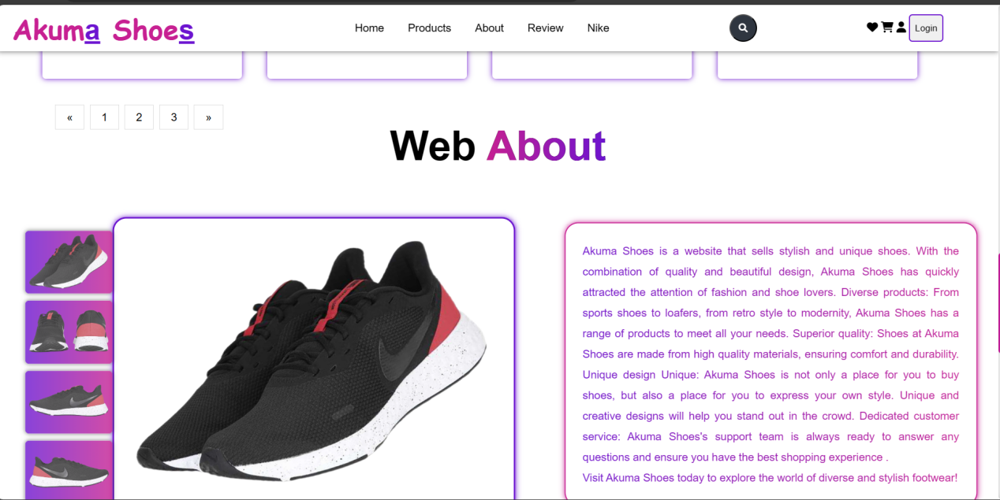 Akuma Shoes
Home Products About Review Nike
Login
« 1 2 3 »
Web About
Akuma Shoes is a website that sells stylish and unique shoes. With the
combination of quality and beautiful design, Akuma Shoes has quickly
attracted the attention of fashion and shoe lovers. Diverse products: From
sports shoes to loafers, from retro style to modernity, Akuma Shoes has a
range of products to meet all your needs. Superior quality: Shoes at Akuma
Shoes are made from high quality materials, ensuring comfort and durability.
Unique design Unique: Akuma Shoes is not only a place for you to buy
shoes, but also a place for you to express your own style. Unique and
creative designs will help you stand out in the crowd. Dedicated customer
service: Akuma Shoes's support team is always ready to answer any
questions and ensure you have the best shopping experience .
Visit Akuma Shoes today to explore the world of diverse and stylish footwear!